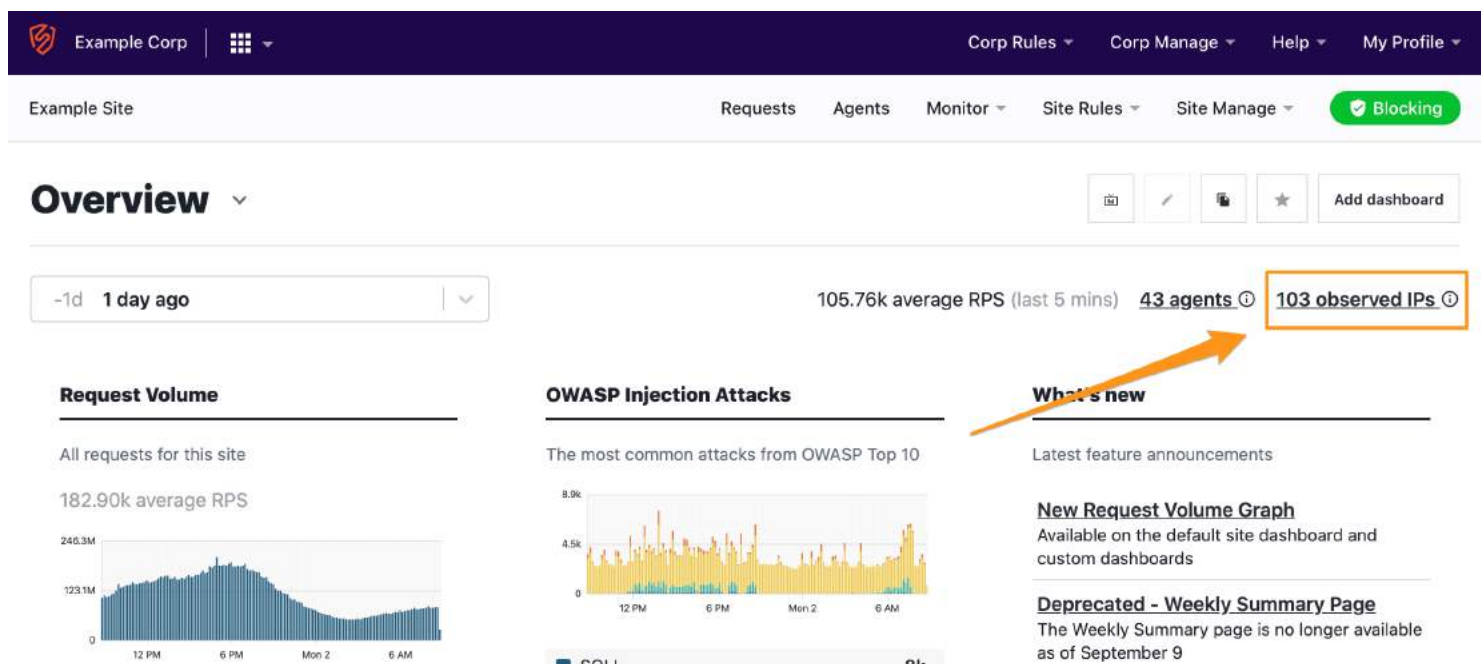 Example Corp
Corp Rules
Corp Manage
Help
My Profile
Example Site
Requests
Agents
Monitor
Site Rules
Site Manage
Blocking
Overview
Add dashboard
-1d 1 day ago
105.76k average RPS (last 5 mins)
43 agents
103 observed IPs
Request Volume
All requests for this site
182.90k average RPS
246.3M
123.1M
0
12 PM
6 PM
Mon 2
6 AM
OWASP Injection Attacks
The most common attacks from OWASP Top 10
8.9k
4.5k
0
12 PM
6 PM
Mon 2
6 AM
What's new
Latest feature announcements
New Request Volume Graph
Available on the default site dashboard and
custom dashboards
Deprecated - Weekly Summary Page
The Weekly Summary page is no longer available
as of September 9